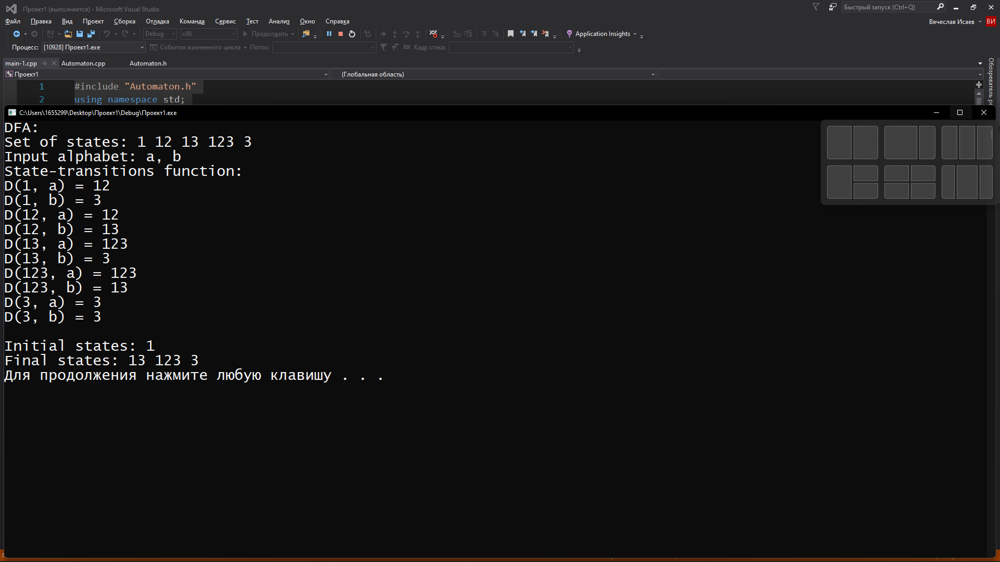 Проект1 (выполняется) - Microsoft Visual Studio
Быстрый запуск (Ctrl+Q)
Файл Правка Вид Проект Сборка Отладка Команда Сервис Тест Анализ Окно Справка
Вячеслав Исаев ВИ
Debug x86 Продолжить Application Insights
Процесс: [10928] Проект1.exe События жизненного цикла Поток: Кадр стека:
main-1.cpp Automaton.cpp Automaton.h
Проект1 (Глобальная область)
1 #include "Automaton.h"
2 using namespace std;
C:\Users\1655299\Desktop\Проект1\Debug\Проект1.exe
DFA:
Set of states: 1 12 13 123 3
Input alphabet: a, b
State-transitions function:
D(1, a) = 12
D(1, b) = 3
D(12, a) = 12
D(12, b) = 13
D(13, a) = 123
D(13, b) = 3
D(123, a) = 123
D(123, b) = 13
D(3, a) = 3
D(3, b) = 3
Initial states: 1
Final states: 13 123 3
Для продолжения нажмите любую клавишу . . .
Обозреватель